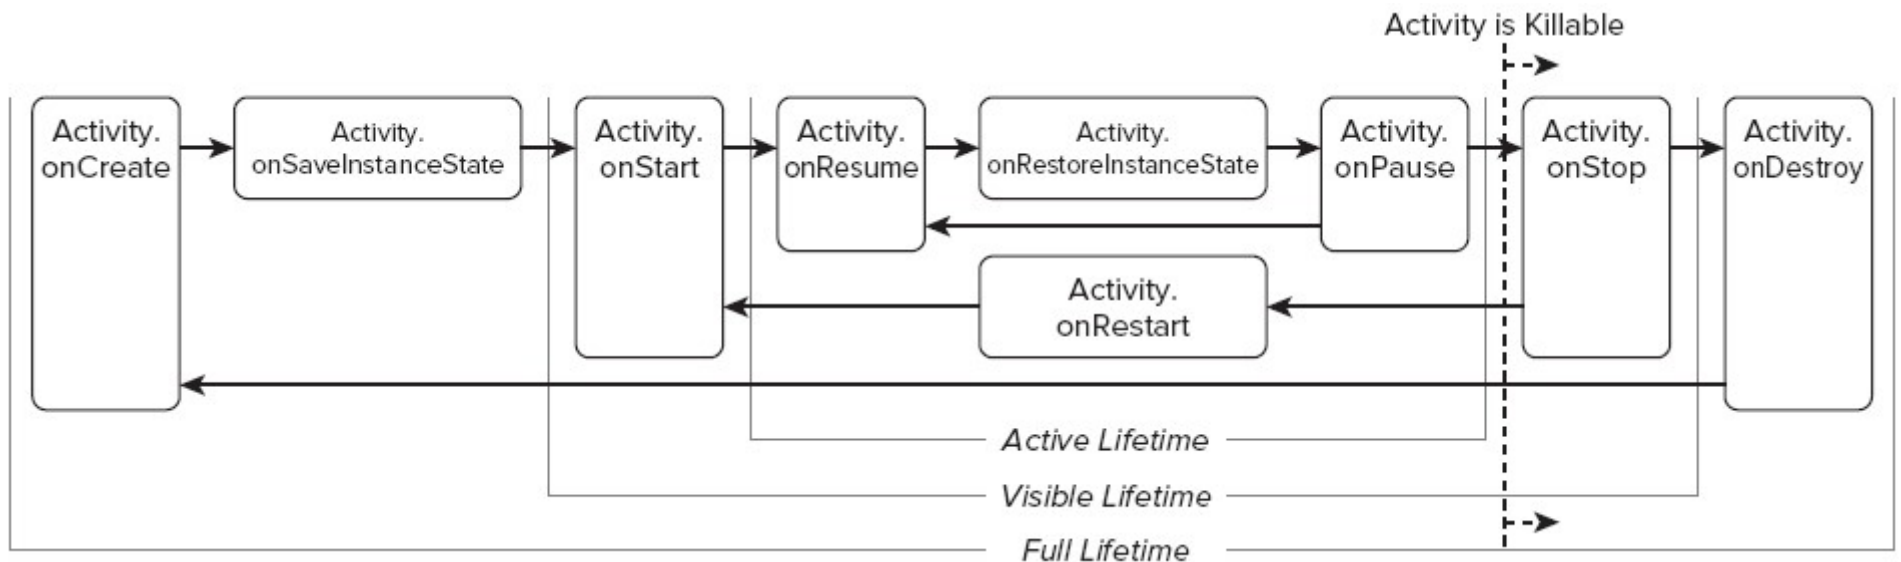 Activity is Killable
Activity.
onCreate
Activity.
onSaveInstanceState
Activity.
onStart
Activity.
onResume
Activity.
onRestoreInstanceState
Activity.
onPause
Activity.
onStop
Activity.
onDestroy
Activity.
onRestart
Active Lifetime
Visible Lifetime
Full Lifetime